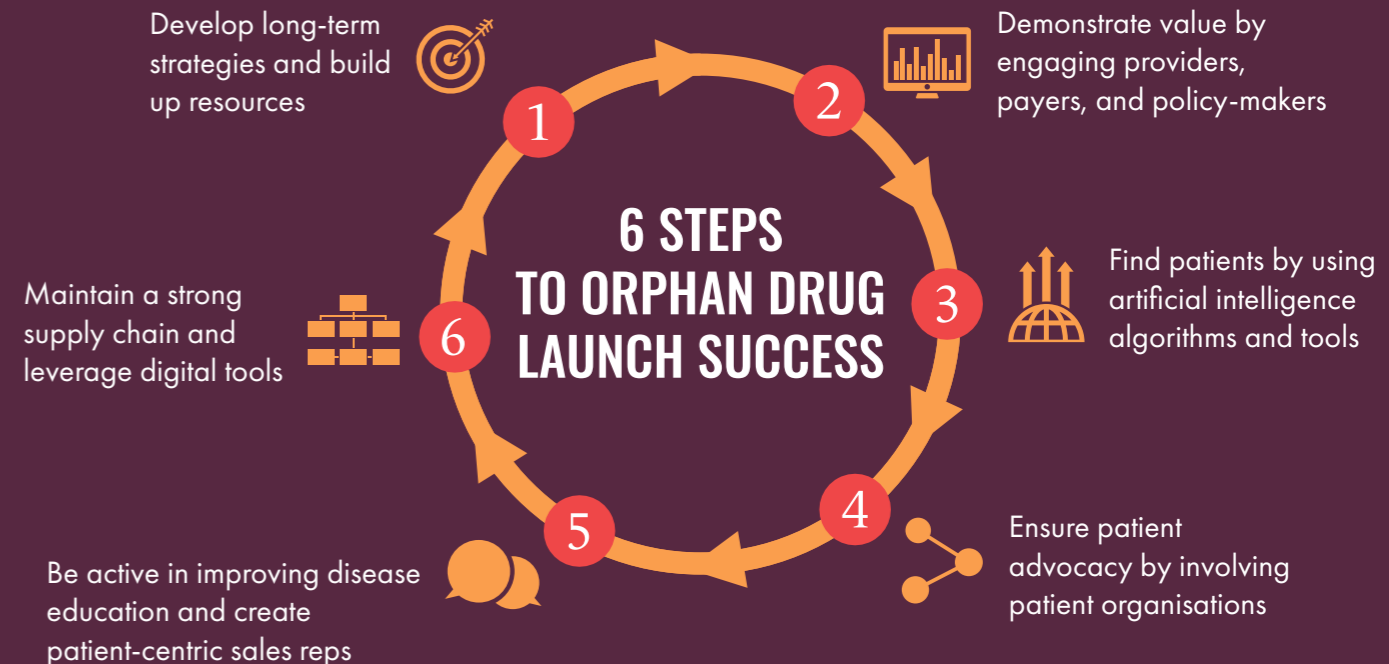 6 STEPS
TO ORPHAN DRUG
LAUNCH SUCCESS
1
Develop long-term
strategies and build
up resources
2
Demonstrate value by
engaging providers,
payers, and policy-makers
3
Find patients by using
artificial intelligence
algorithms and tools
4
Ensure patient
advocacy by involving
patient organisations
5
Be active in improving disease
education and create
patient-centric sales reps
6
Maintain a strong
supply chain and
leverage digital tools